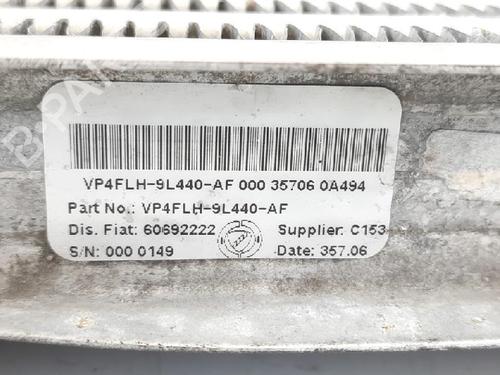 B-PARTS
VP4FLH-9L440-AF 000 35706 0A494
Part No.: VP4FLH-9L440-AF
Dis. Fiat: 60692222 Supplier: C153
S/N: 000 0149 Date: 357.06